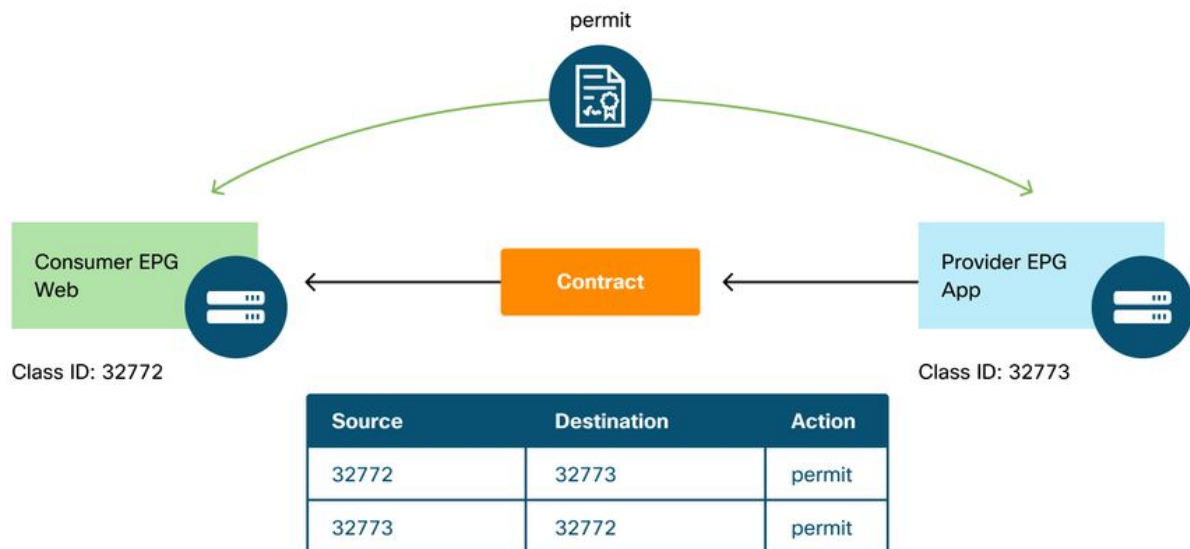 permit
Consumer EPG
Web
Contract
Provider EPG
App
Class ID: 32772
Class ID: 32773
Source Destination Action
32772 32773 permit
32773 32772 permit